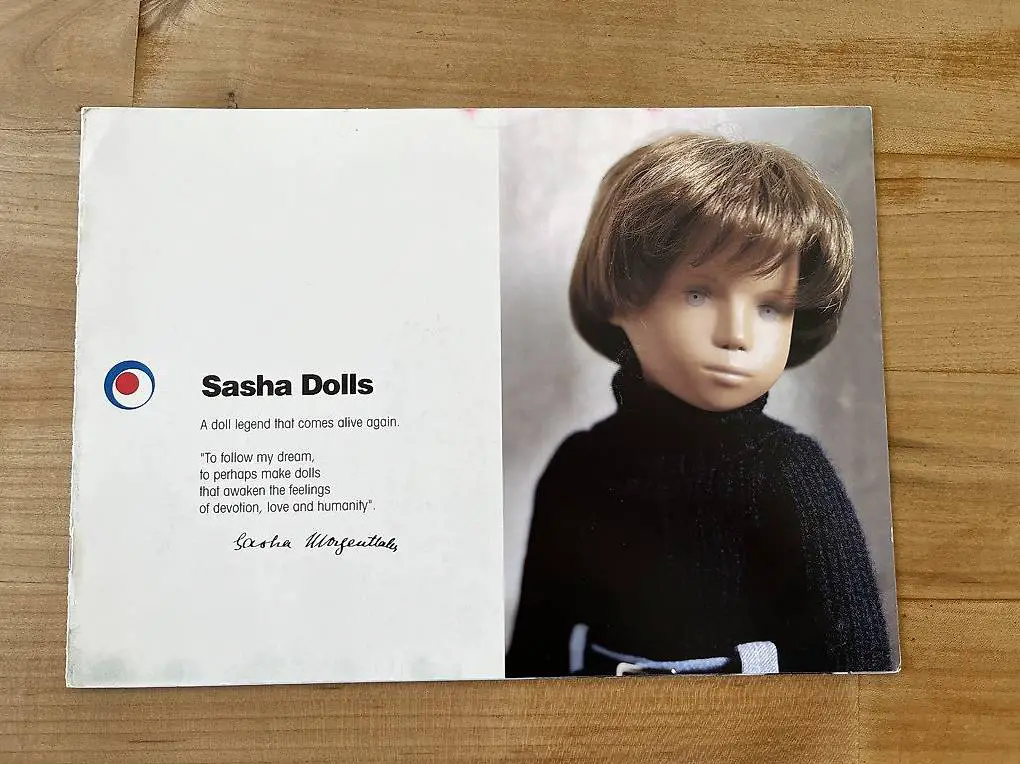 Sasha Dolls
A doll legend that comes alive again.
"To follow my dream,
to perhaps make dolls
that awaken the feelings
of devotion, love and humanity".
Sasha Morgenthaler